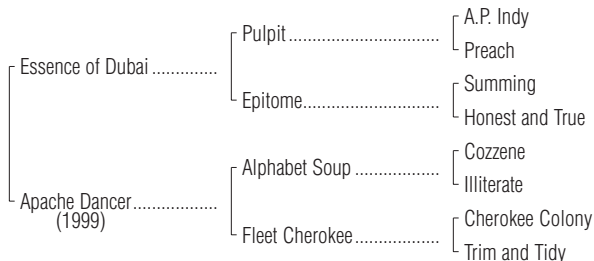 A.P. Indy
Pulpit
Preach
Essence of Dubai
Summing
Epitome
Honest and True
Cozzene
Alphabet Soup
Illiterate
Apache Dancer
(1999)
Cherokee Colony
Fleet Cherokee
Trim and Tidy